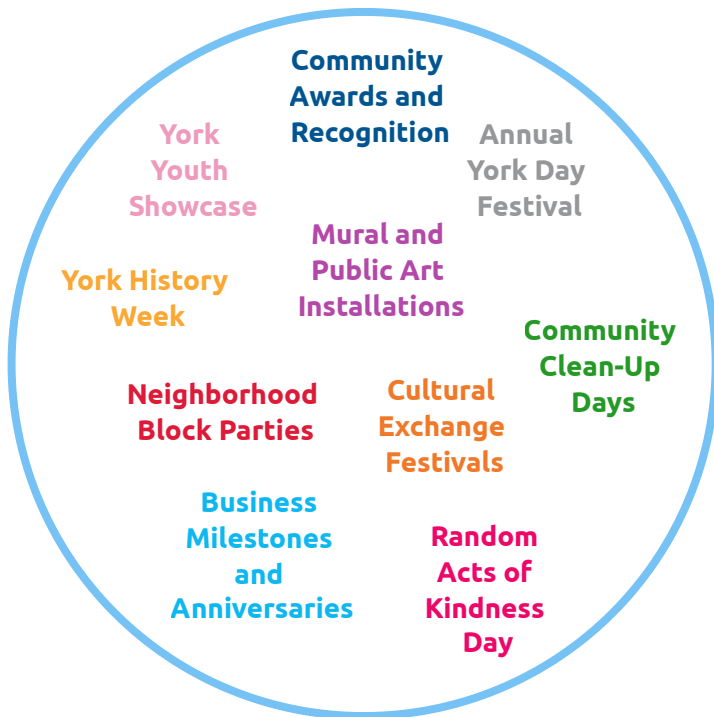 Community
Awards and
Recognition
York
Youth
Showcase
Annual
York Day
Festival
Mural and
Public Art
Installations
York History
Week
Community
Clean-Up
Days
Neighborhood
Block Parties
Cultural
Exchange
Festivals
Business
Milestones
and
Anniversaries
Random
Acts of
Kindness
Day